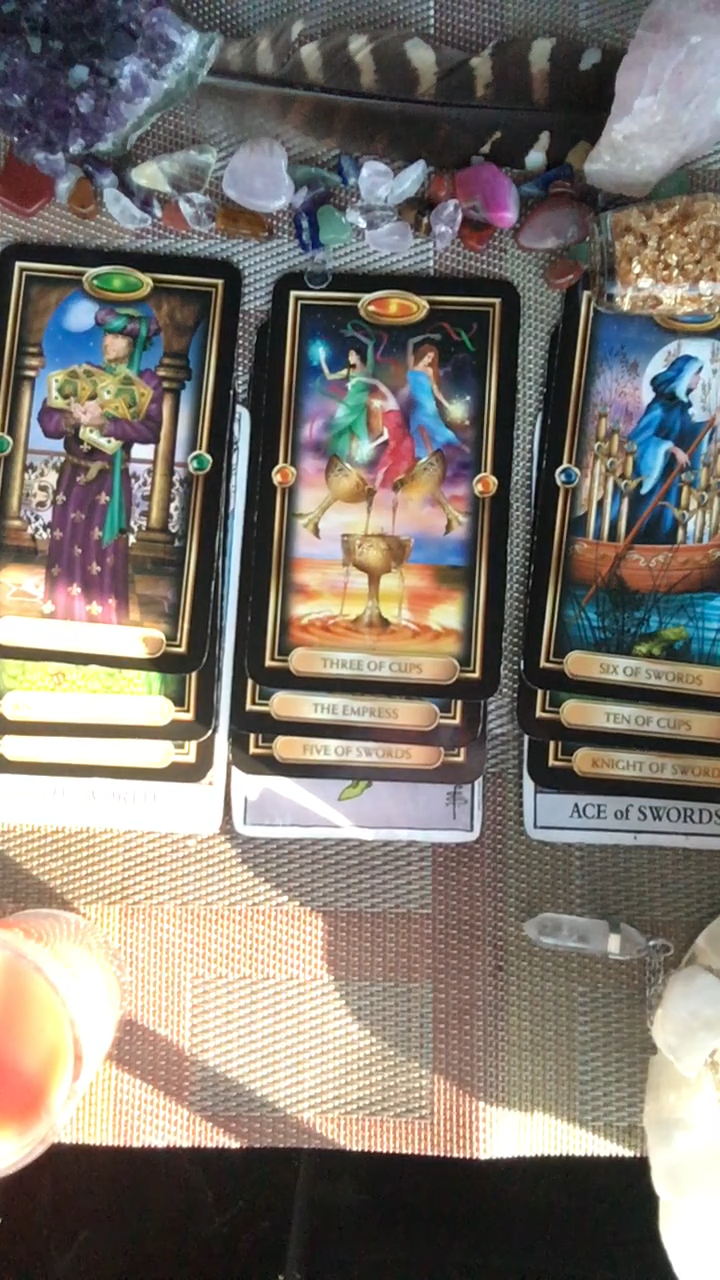 THREE OF CUPS
THE EMPRESS
FIVE OF SWORDS
SIX OF SWORDS
TEN OF CUPS
KNIGHT OF SWORD
ACE of SWORDS